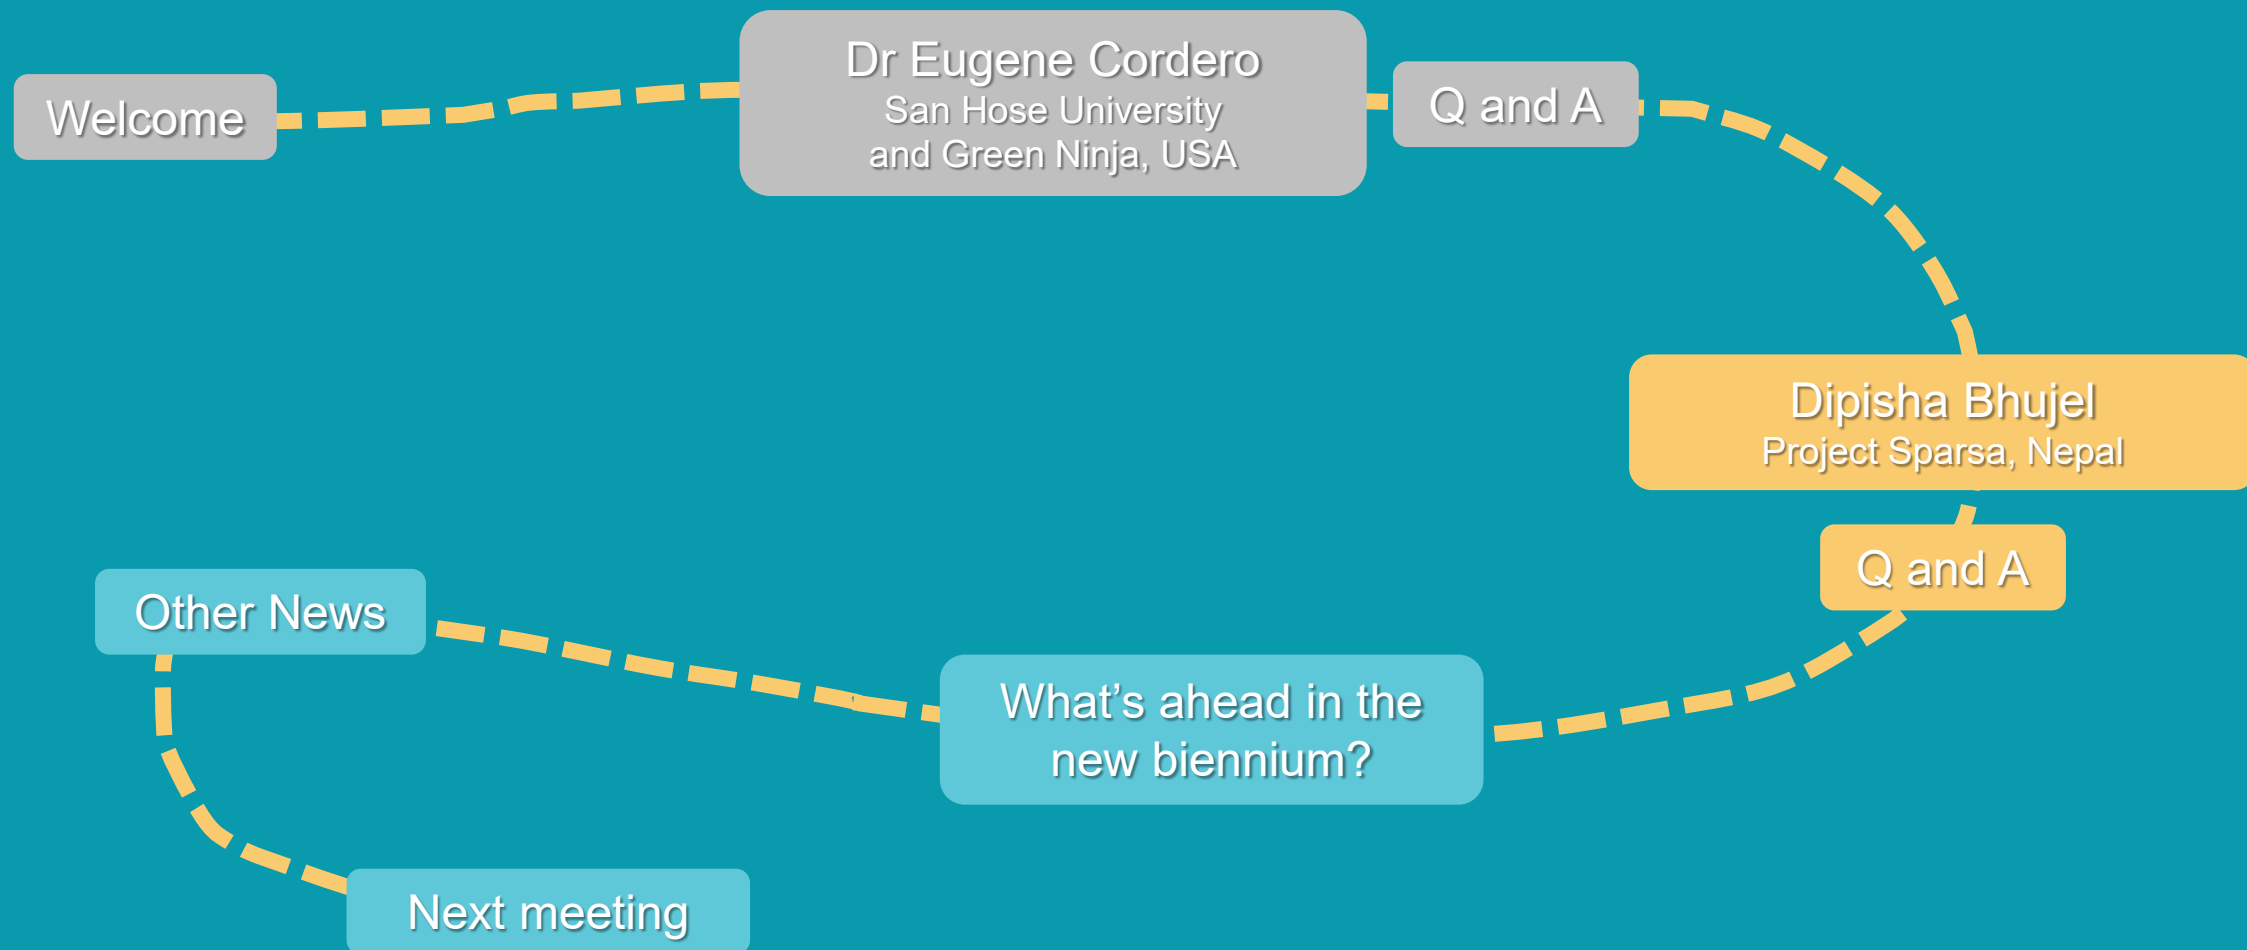 Welcome
Dr Eugene Cordero
San Hose University
and Green Ninja, USA
Q and A
Dipisha Bhujel
Project Sparsa, Nepal
Q and A
What’s ahead in the
new biennium?
Other News
Next meeting